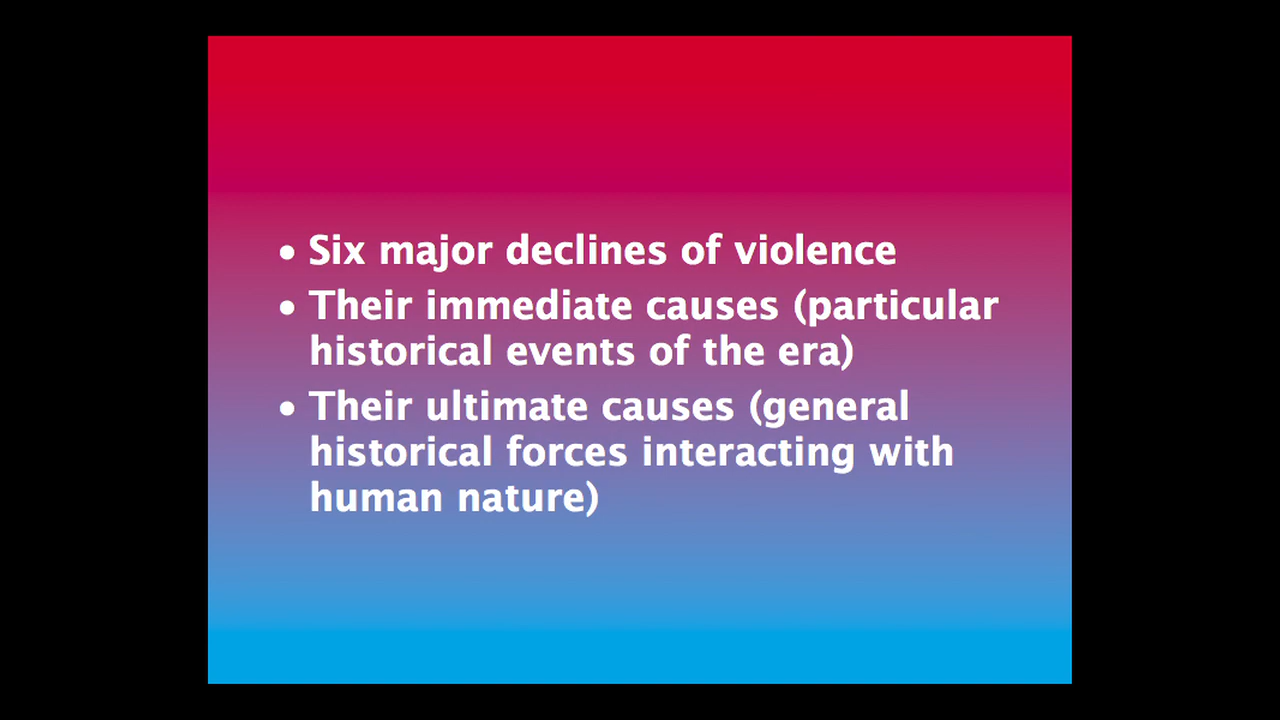 • Six major declines of violence
• Their immediate causes (particular
historical events of the era)
• Their ultimate causes (general
historical forces interacting with
human nature)